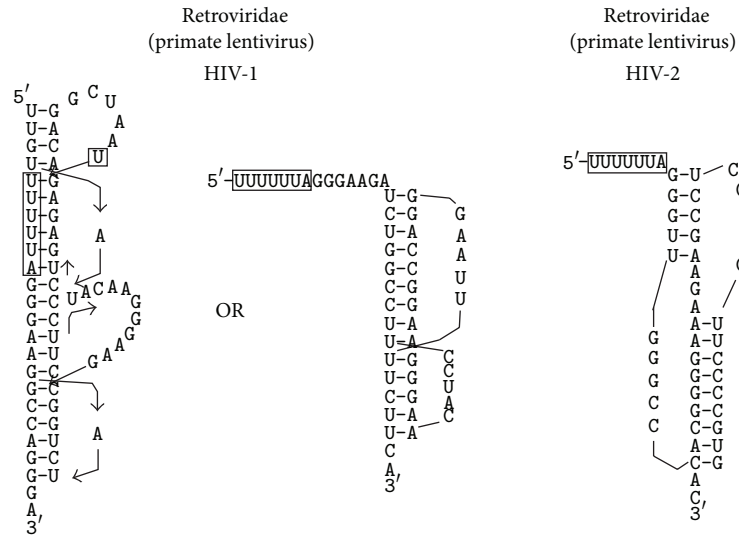 Retroviridae
(primate lentivirus)
HIV-1
Retroviridae
(primate lentivirus)
HIV-2
5′
G G C U A A U
U–G
U–A
G–C
U–A
U–G
U–A
U–G
U–A
U–G
A–U
G–C
G–C
G–C
A–U
A–U
G–C
G–C
C–G
C–G
A–U
G–C
G–U
G
A
3′
A
U A C A A G G G A A G
A
OR
5′-UUUUUUAGGGAAGA
U–G
C–G
U–A
G–C
G–C
C–G
C–G
U–A
U–A
U–G
U–G
C–G
U–A
U–A
C
A
3′
G A A U U
C C U A C
5′-UUUUUUA
G–U
G–C
G–C
U–G
U–A
G G G C C
3′